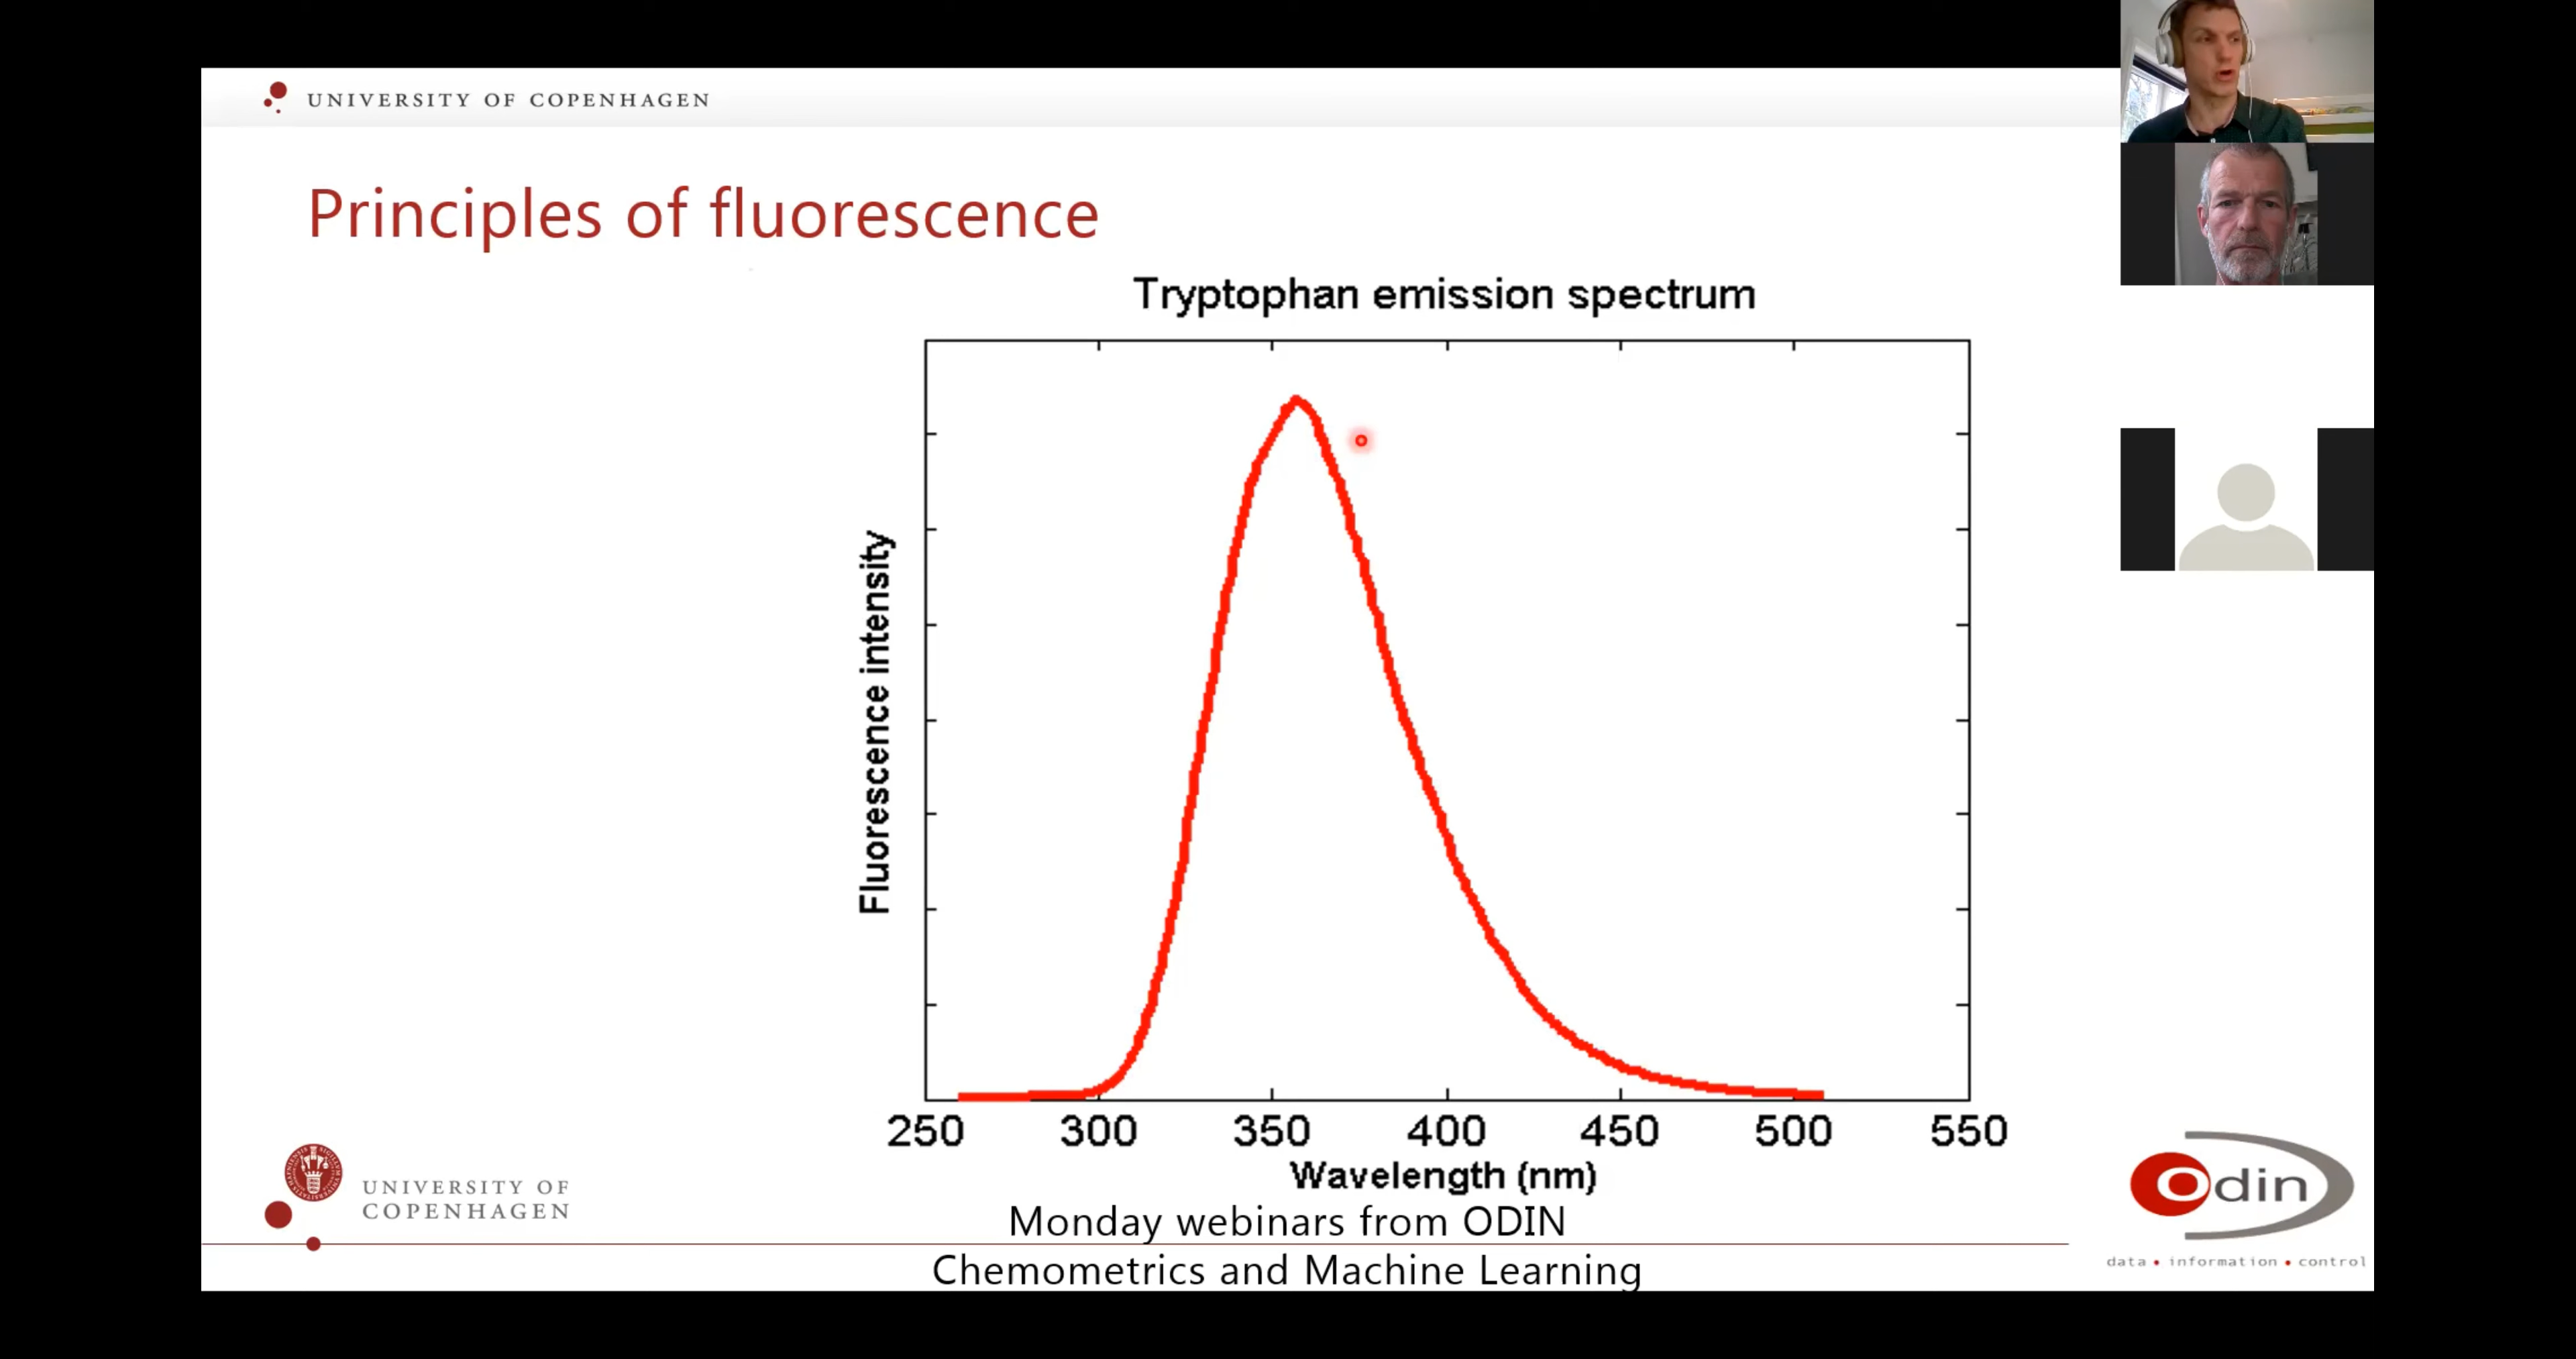 UNIVERSITY OF COPENHAGEN
Principles of fluorescence
Tryptophan emission spectrum
Fluorescence intensity
250 300 350 400 450 500 550
Wavelength (nm)
UNIVERSITY OF
COPENHAGEN
Monday webinars from ODIN
Chemometrics and Machine Learning
Odin
data • information • control